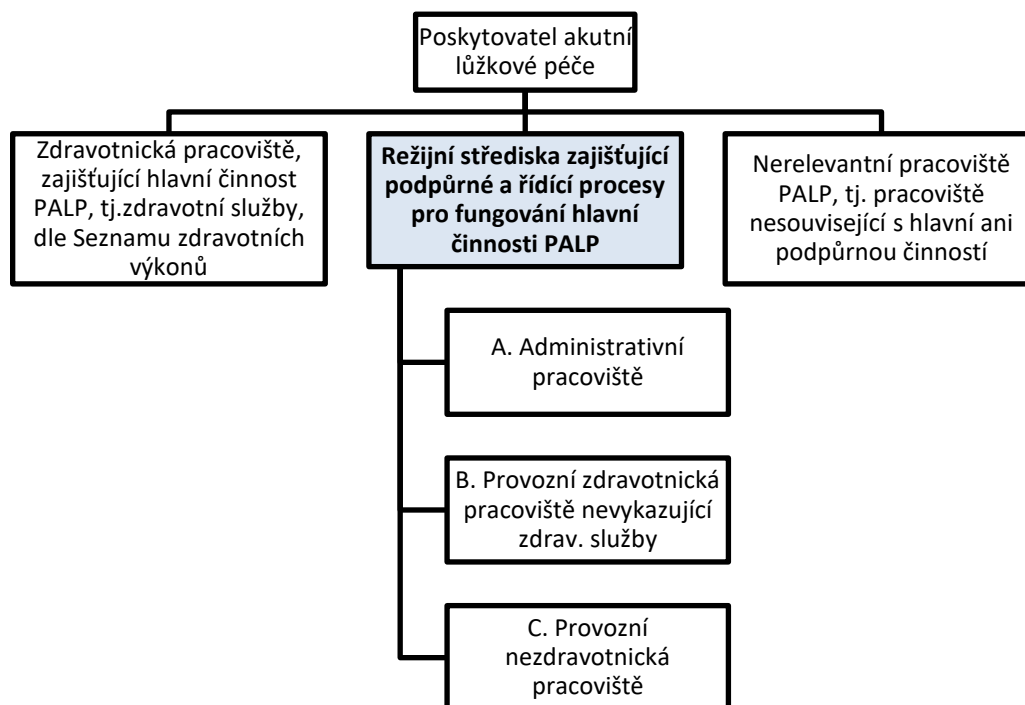 Poskytovatel akutní
lůžkové péče
Zdravotnická pracoviště,
zajišťující hlavní činnost
PALP, tj.zdravotní služby,
dle Seznamu zdravotních
výkonů
Režijní střediska zajišťující
podpůrné a řídící procesy
pro fungování hlavní
činnosti PALP
Nerelevantní pracoviště
PALP, tj. pracoviště
nesouvisející s hlavní ani
podpůrnou činností
A. Administrativní
pracoviště
B. Provozní zdravotnická
pracoviště nevykazující
zdrav. služby
C. Provozní
nezdravotnická
pracoviště